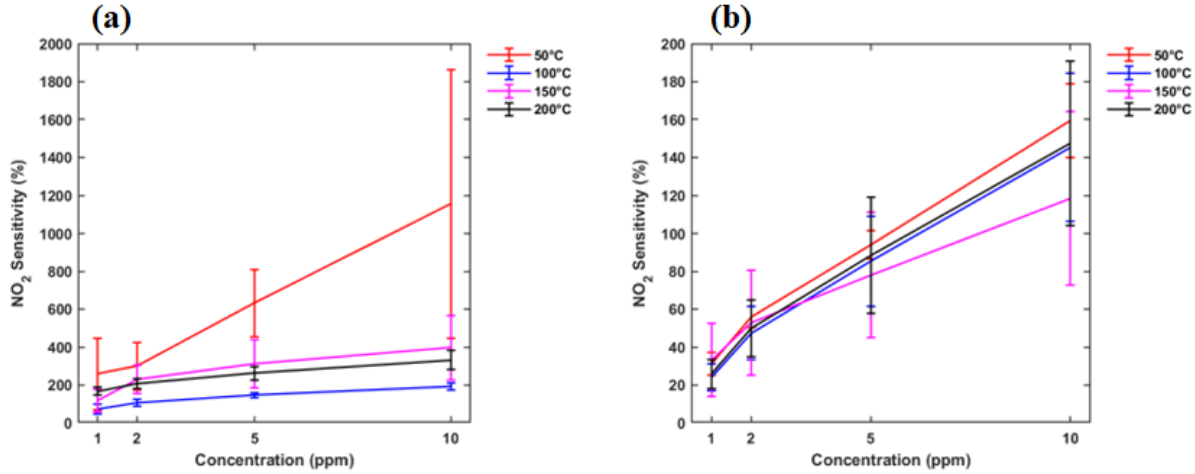 (a)
2000
1800
1600
1400
1200
1000
800
600
400
200
0
NO2 Sensitivity (%)
1 2 5 10
Concentration (ppm)
50°C
100°C
150°C
200°C
(b)
200
180
160
140
120
100
80
60
40
20
0
NO2 Sensitivity (%)
1 2 5 10
Concentration (ppm)
50°C
100°C
150°C
200°C